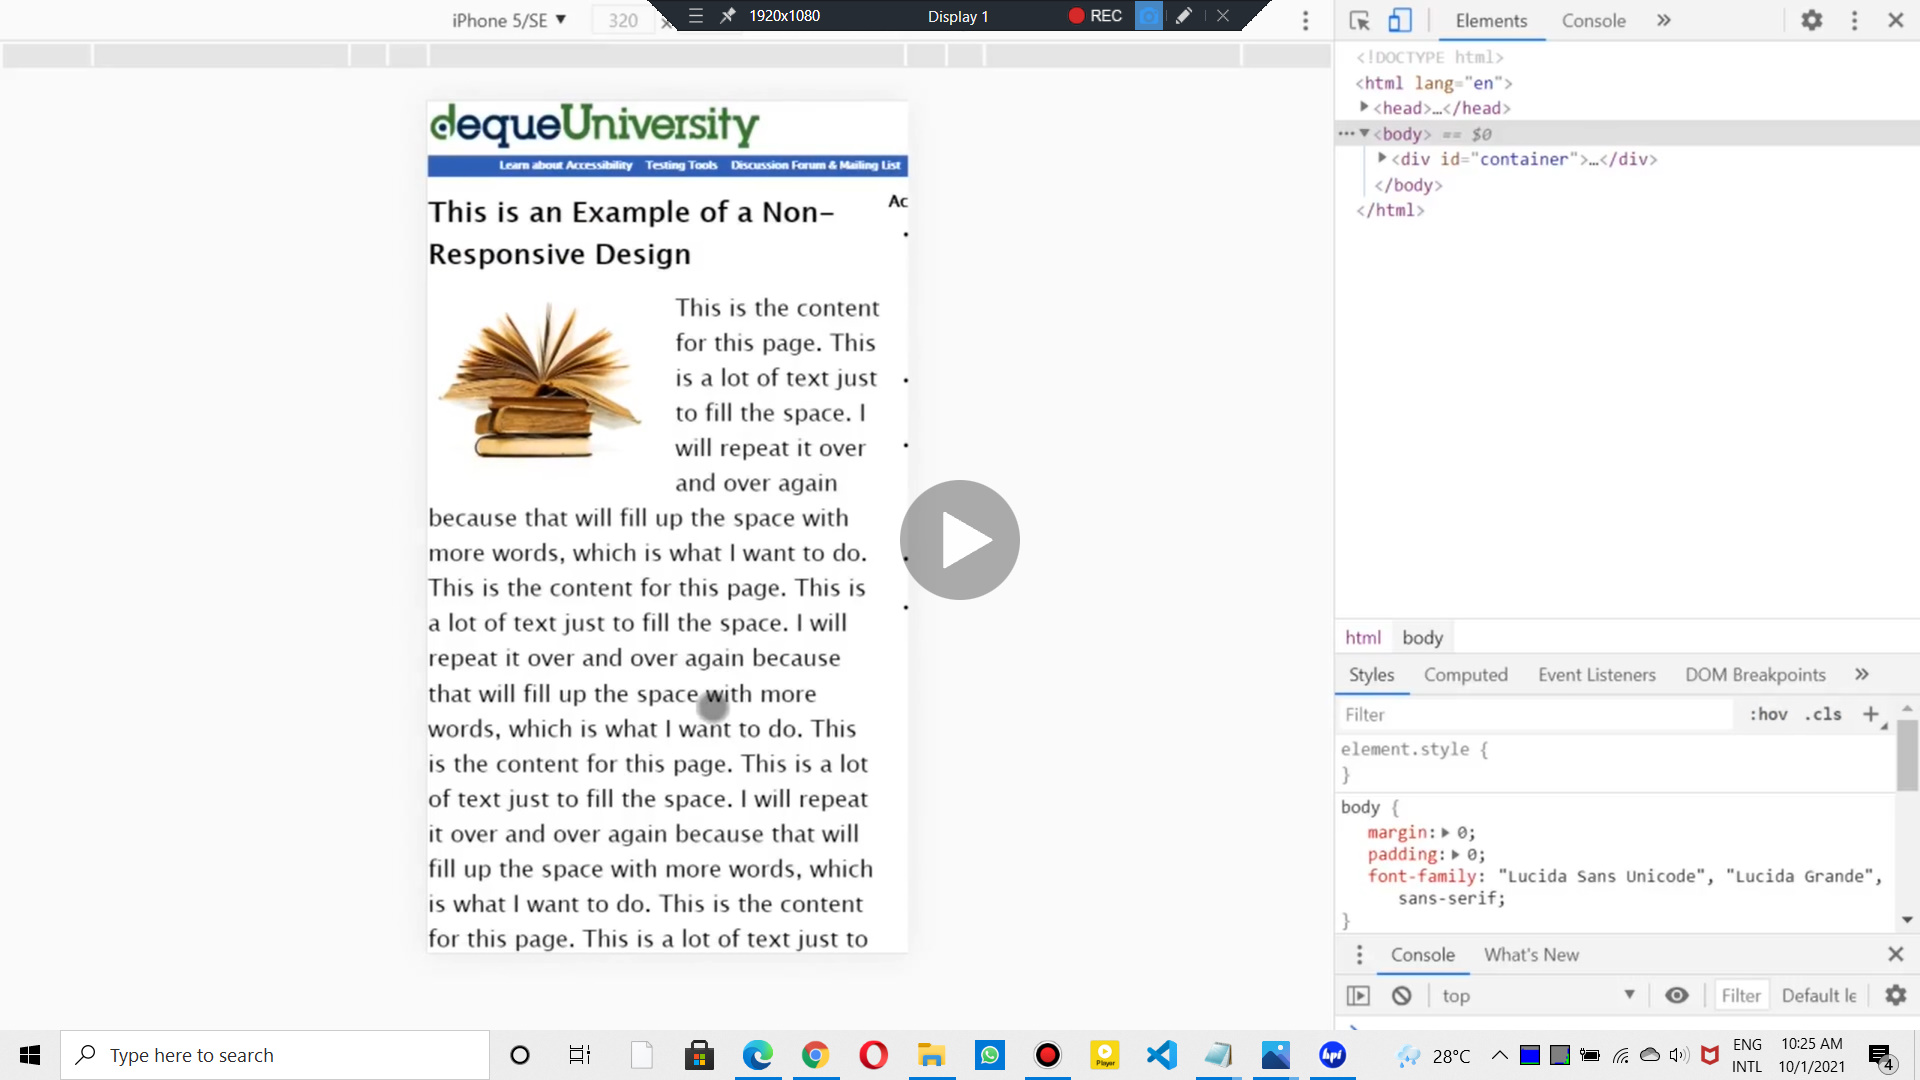 iPhone 5/SE ▼ 320
1920x1080 Display 1 REC
dequeUniversity
Learn about Accessibility Testing Tools Discussion Forum & Mailing List
This is an Example of a Non-
Responsive Design
Ac
This is the content
for this page. This
is a lot of text just
to fill the space. I
will repeat it over
and over again
because that will fill up the space with
more words, which is what I want to do.
This is the content for this page. This is
a lot of text just to fill the space. I will
repeat it over and over again because
that will fill up the space with more
words, which is what I want to do. This
is the content for this page. This is a lot
of text just to fill the space. I will repeat
it over and over again because that will
fill up the space with more words, which
is what I want to do. This is the content
for this page. This is a lot of text just to
Elements Console »
<!DOCTYPE html>
<html lang="en">
▶<head>…</head>
···▼<body> == $0
▶<div id="container">…</div>
</body>
</html>
html body
Styles Computed Event Listeners DOM Breakpoints »
Filter :hov .cls +
element.style {
}
body {
margin:▶ 0;
padding:▶ 0;
font-family: "Lucida Sans Unicode", "Lucida Grande",
sans-serif;
}
Console What's New
top ▼ Filter Default le
Type here to search
Player
hpi
28°C
ENG
INTL
10:25 AM
10/1/2021
4